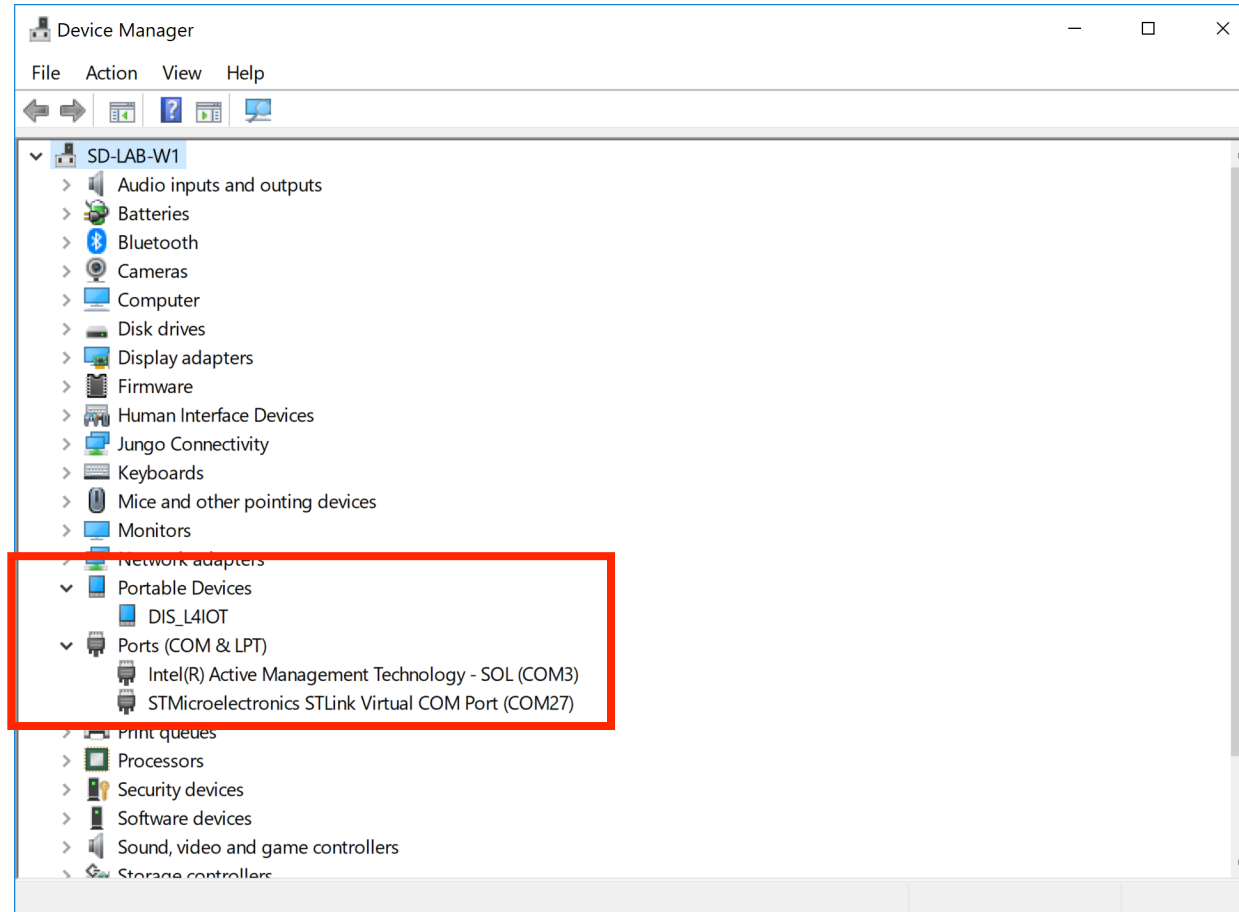 Device Manager
File Action View Help
SD-LAB-W1
Audio inputs and outputs
Batteries
Bluetooth
Cameras
Computer
Disk drives
Display adapters
Firmware
Human Interface Devices
Jungo Connectivity
Keyboards
Mice and other pointing devices
Monitors
Network adapters
Portable Devices
DIS_L4IOT
Ports (COM & LPT)
Intel(R) Active Management Technology - SOL (COM3)
STMicroelectronics STLink Virtual COM Port (COM27)
Print queues
Processors
Security devices
Software devices
Sound, video and game controllers
Storage controllers